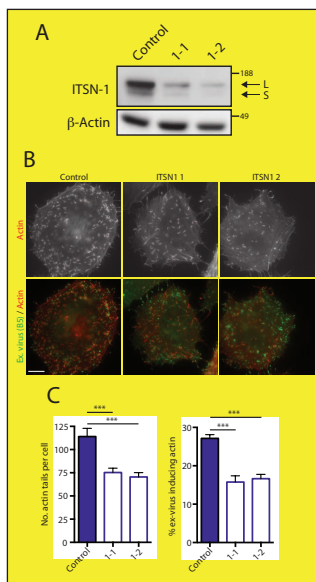 A
Control
1-1
1-2
188
ITSN-1
L
S
49
β-Actin
B
Control
ITSN1 1
ITSN1 2
Actin
Ex. virus (B5) / Actin
C
***
***
125
100
75
50
25
0
No. actin tails per cell
Control
1-1
1-2
***
***
30
20
10
0
% ex-virus inducing actin
Control
1-1
1-2